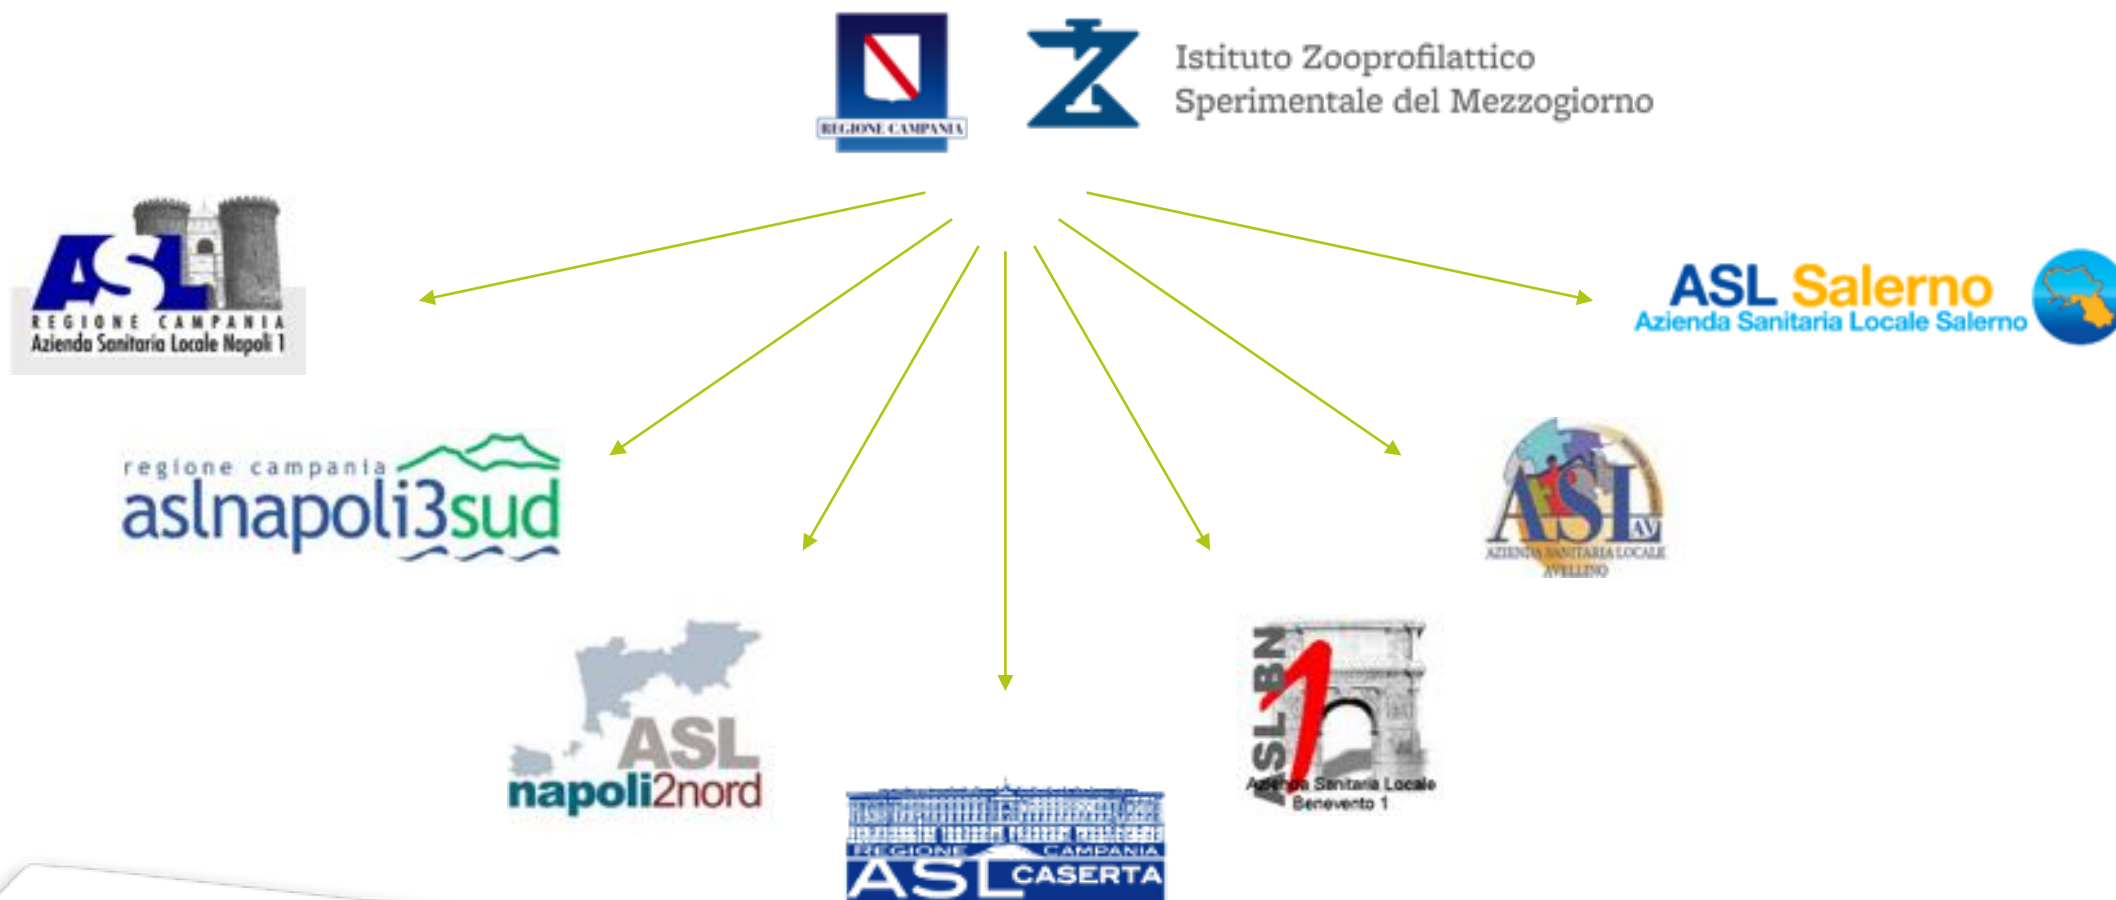 REGIONE CAMPANIA
Istituto Zooprofilattico
Sperimentale del Mezzogiorno
ASL
REGIONE CAMPANIA
Azienda Sanitaria Locale Napoli 1
ASL Salerno
Azienda Sanitaria Locale Salerno
regione campania
aslnapoli3sud
ASL
AV
AZIENDA SANITARIA LOCALE
AVELLINO
ASL
napoli2nord
ASL BN
1
Azienda Sanitaria Locale
Benevento 1
REGIONE CAMPANIA
ASL CASERTA